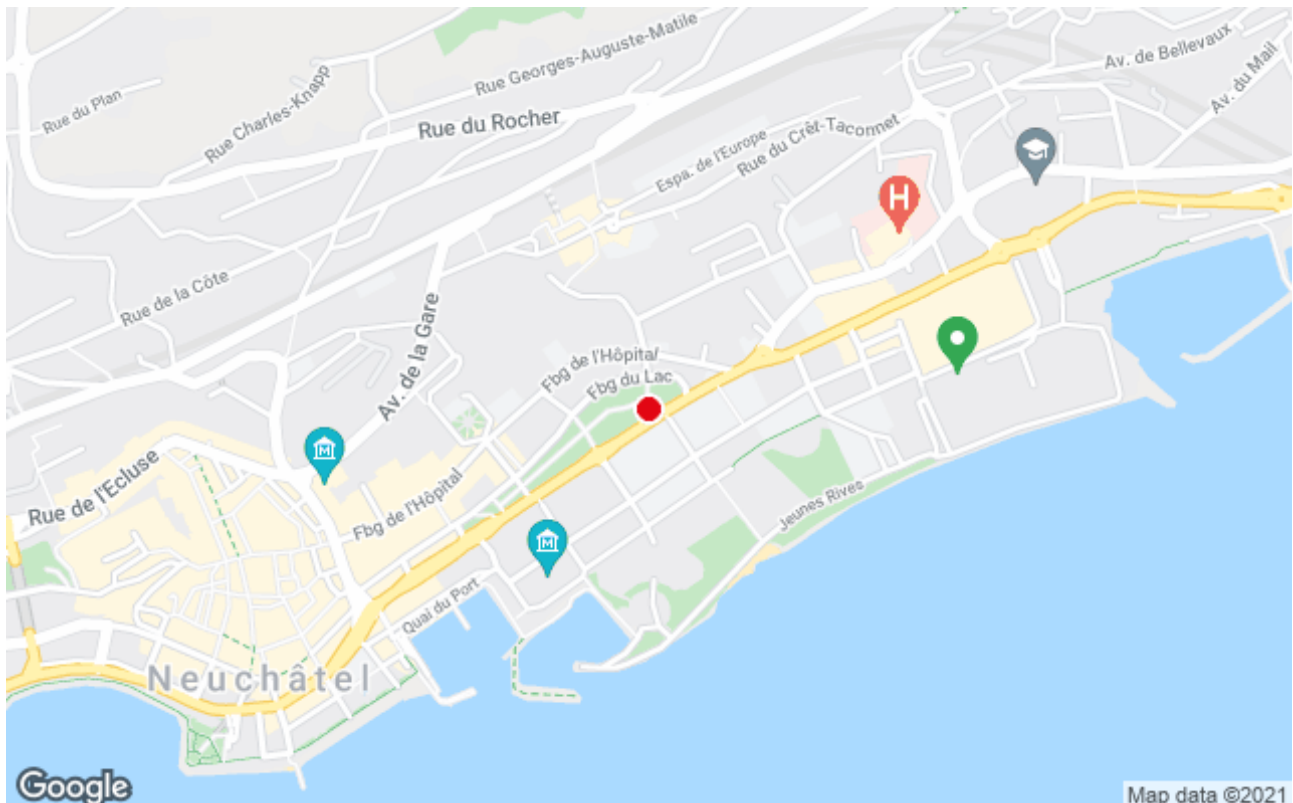 Av. de Bellevaux
Rue Georges-Auguste-Matile
Av. du Mail
Rue du Plan
Rue Charles-Knapp
Rue du Rocher
Espa. de l'Europe
Rue du Crêt-Taconnet
H
Rue de la Côte
Av. de la Gare
Fbg de l'Hôpital
Fbg du Lac
M
Rue de l'Ecluse
Fbg de l'Hôpital
Jeunes Rives
M
Quai du Port
Neuchâtel
Google
Map data ©2021